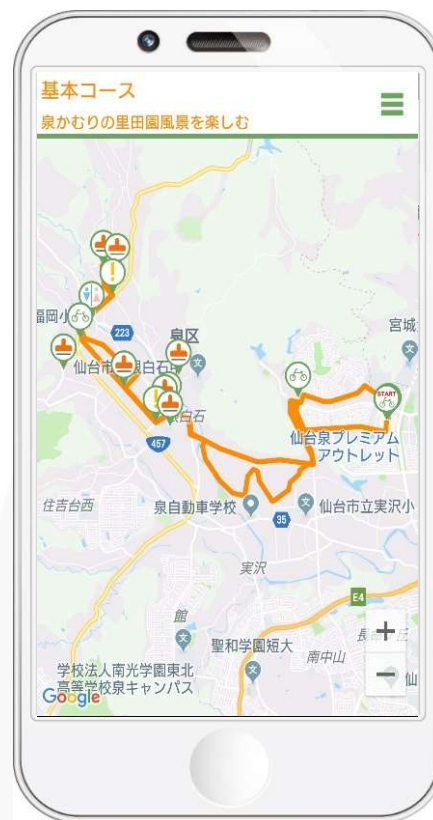 基本コース
泉かむりの里田園風景を楽しむ
福岡小
223
泉区
宮城
仙台市
根白石
START
457
仙台泉プレミアム
アウトレット
住吉台西
泉自動車学校
仙台市立実沢小
35
実沢
E4
館
聖和学園短大
南中山
学校法人南光学園東北
高等学校泉キャンパス
仙
+
−
Google